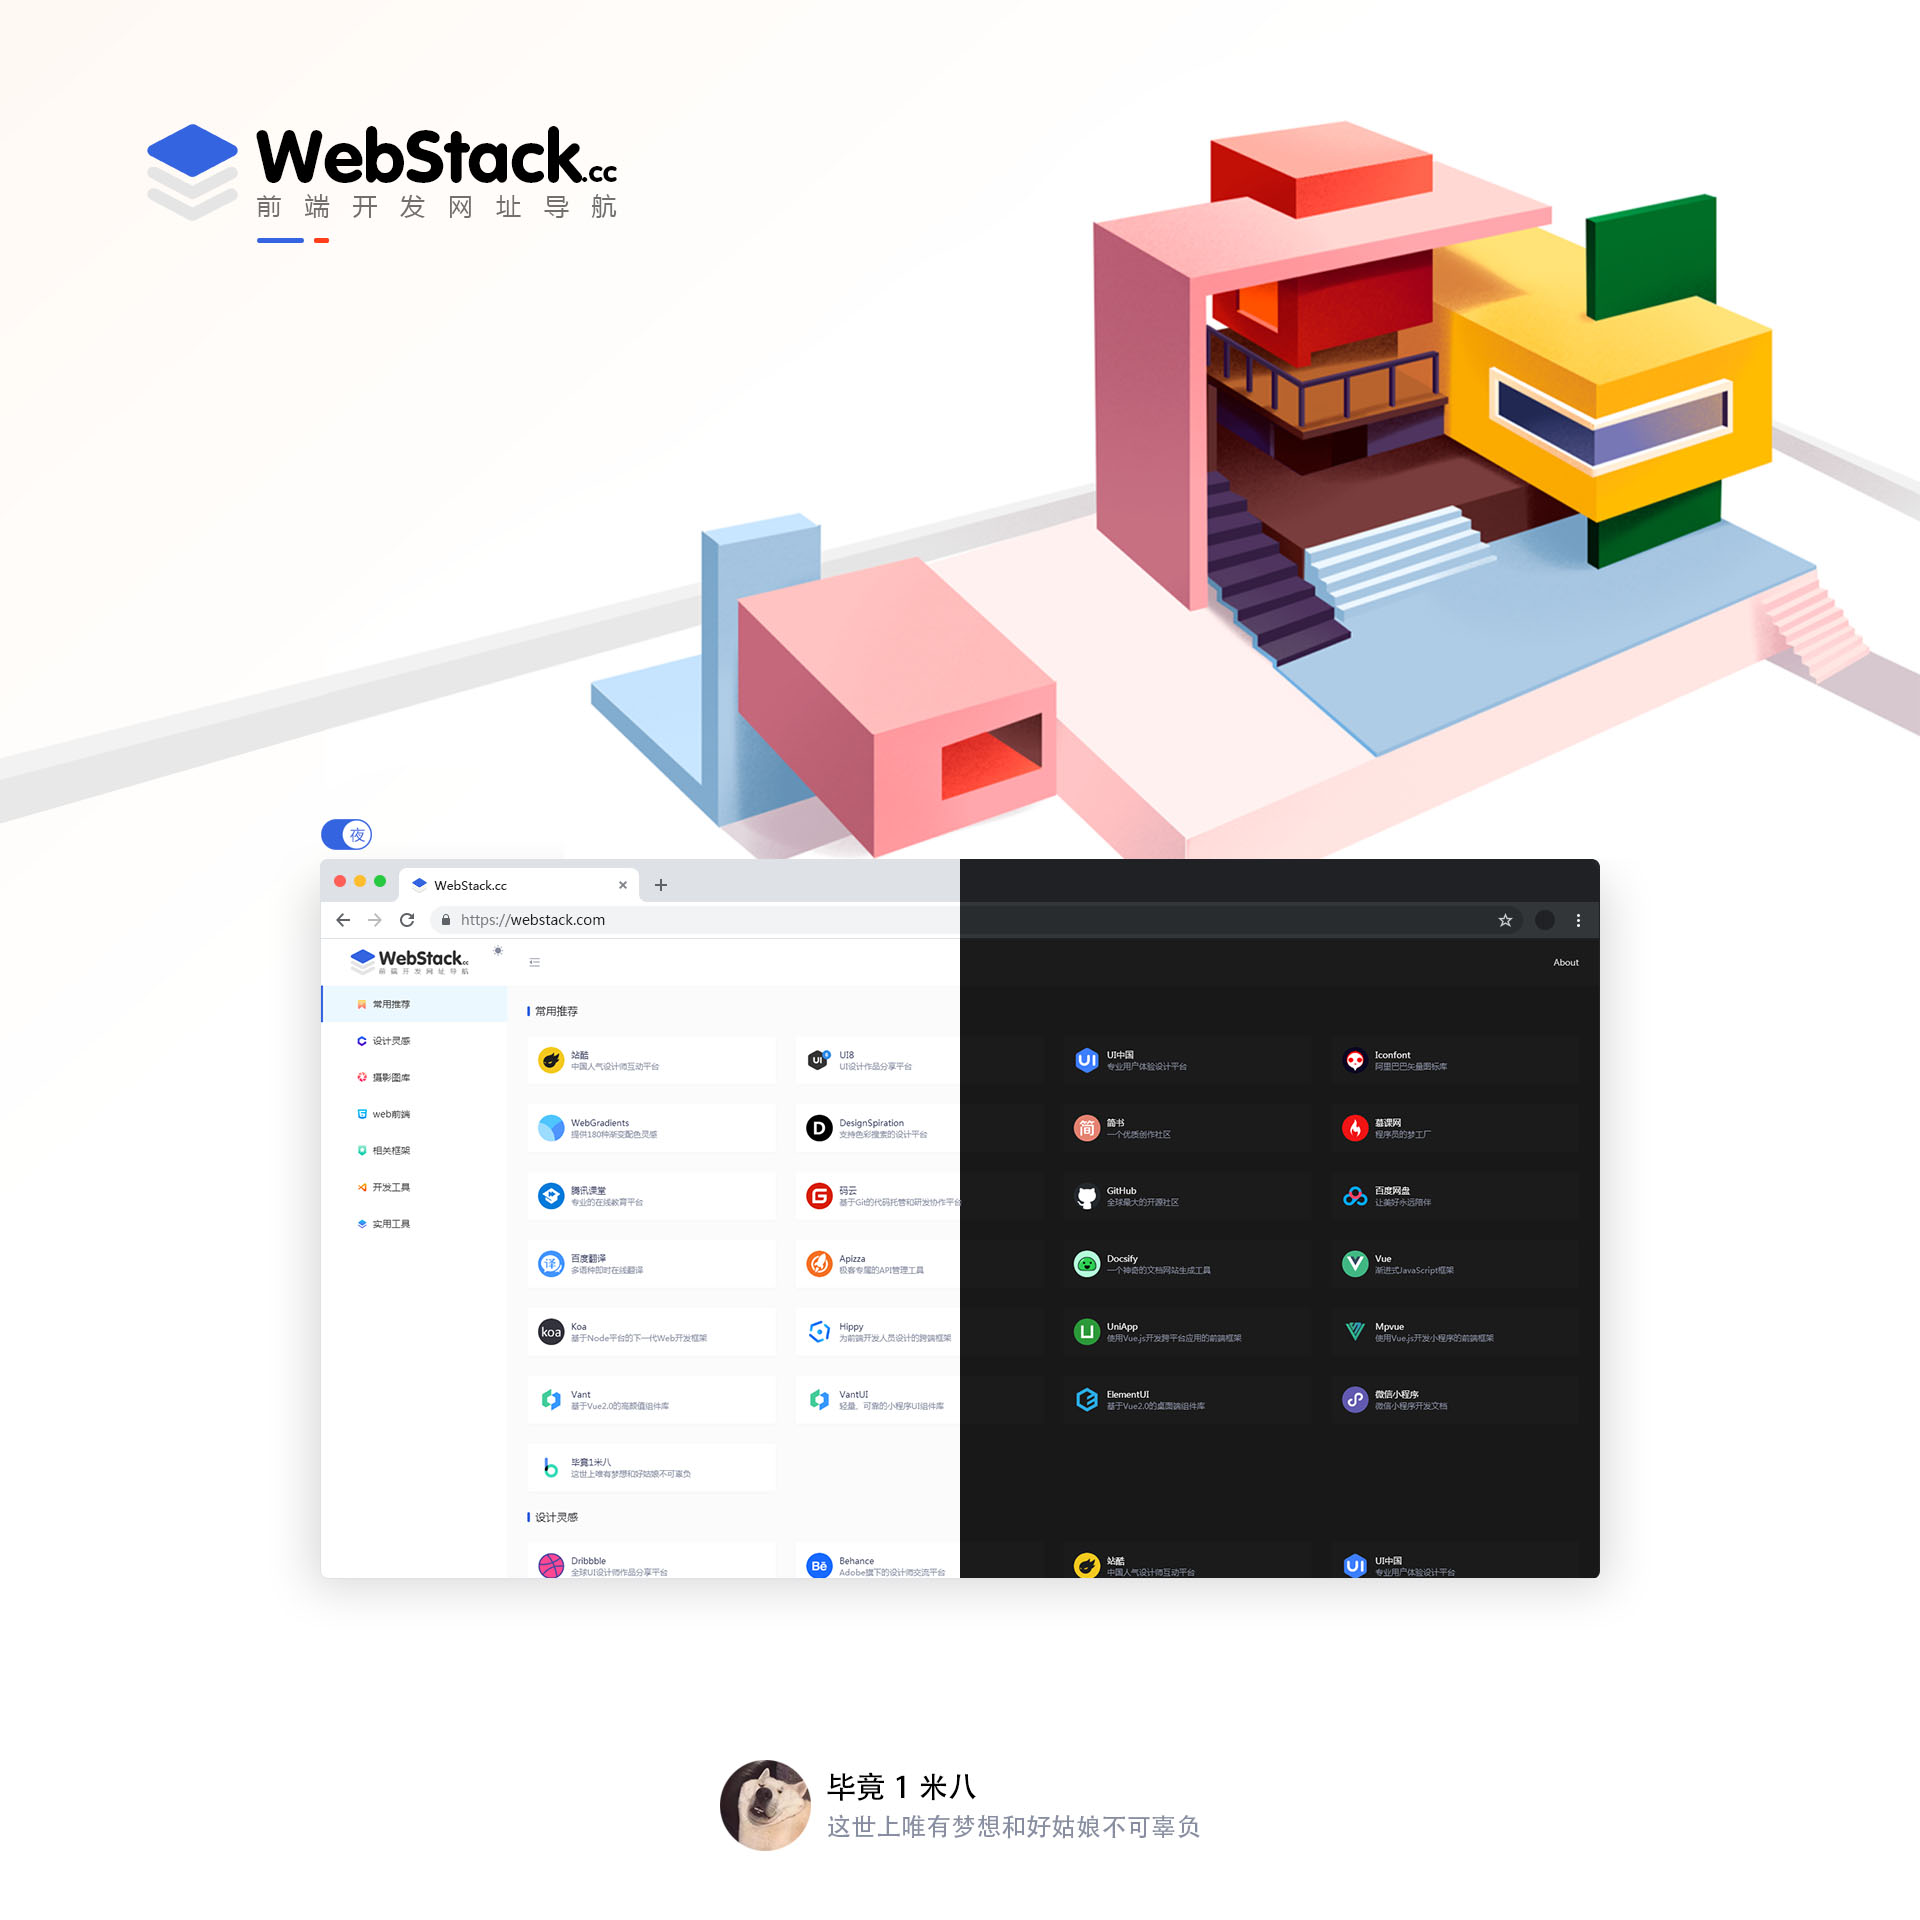 WebStack.cc
前端开发网址导航
夜
WebStack.cc
https://webstack.com
WebStack.cc
前端开发网址导航
About
常用推荐
设计灵感
摄影图库
web前端
相关框架
开发工具
实用工具
常用推荐
站酷
中国人气设计师互动平台
UI8
UI设计作品分享平台
UI中国
专业用户体验设计平台
Iconfont
阿里巴巴矢量图标库
WebGradients
提供180种渐变配色灵感
DesignSpiration
支持色彩搜索的设计平台
简书
一个优质创作社区
慕课网
程序员的梦工厂
腾讯课堂
专业的在线教育平台
码云
基于Git的代码托管和研发协作平台
GitHub
全球最大的开源社区
百度网盘
让美好永远陪伴
百度翻译
多语种即时在线翻译
Apizza
极客专属的API管理工具
Docsify
一个神奇的文档网站生成工具
Vue
渐进式JavaScript框架
Koa
基于Node平台的下一代Web开发框架
Hippy
为前端开发人员设计的跨端框架
UniApp
使用Vue.js开发跨平台应用的前端框架
Mpvue
使用Vue.js开发小程序的前端框架
Vant
基于Vue2.0的高颜值组件库
VantUI
轻量、可靠的小程序UI组件库
ElementUI
基于Vue2.0的桌面端组件库
微信小程序
微信小程序开发文档
毕竟1米八
这世上唯有梦想和好姑娘不可辜负
设计灵感
Dribbble
全球UI设计师作品分享平台
Behance
Adobe旗下的设计师交流平台
站酷
中国人气设计师互动平台
UI中国
专业用户体验设计平台
毕竟 1 米八
这世上唯有梦想和好姑娘不可辜负